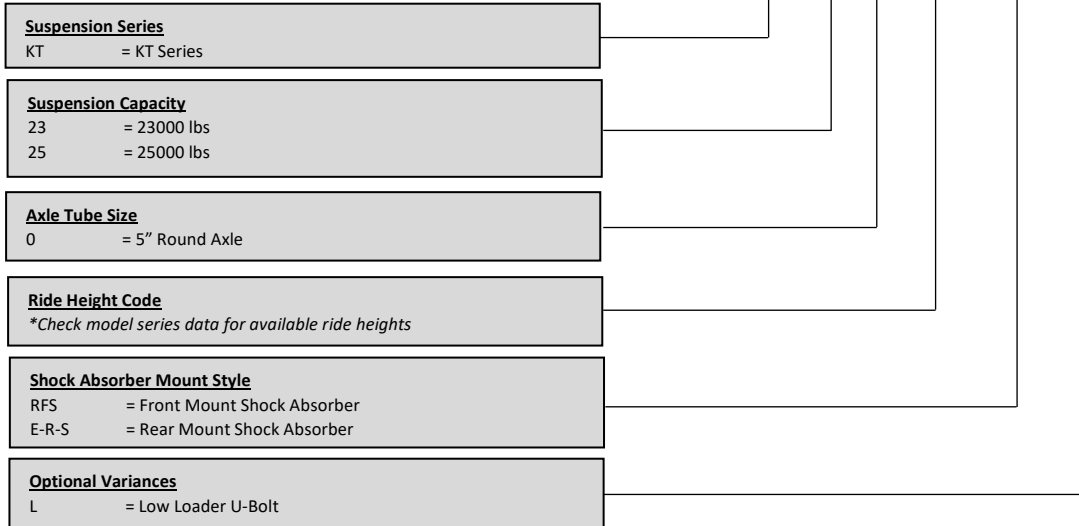 Suspension Series
KT = KT Series
Suspension Capacity
23 = 23000 lbs
25 = 25000 lbs
Axle Tube Size
0 = 5” Round Axle
Ride Height Code
*Check model series data for available ride heights
Shock Absorber Mount Style
RFS = Front Mount Shock Absorber
E-R-S = Rear Mount Shock Absorber
Optional Variances
L = Low Loader U-Bolt